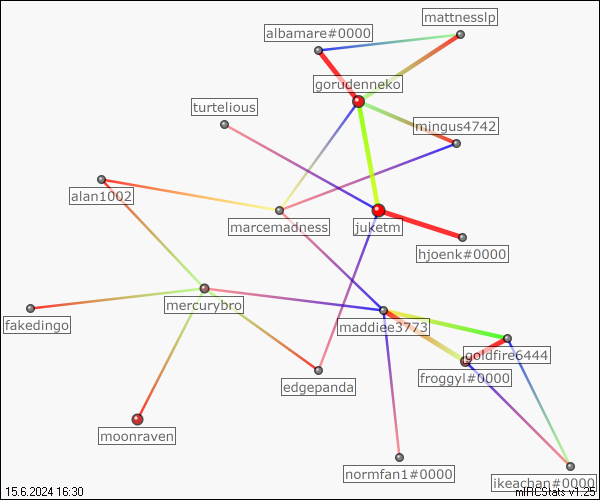 mattnesslp
albamare#0000
gorudenneko
turtelious
mingus4742
alan1002
marcemadness
juketm
hjoenk#0000
mercurybro
fakedingo
maddiee3773
goldfire6444
froggyl#0000
edgepanda
moonraven
normfan1#0000
ikeachan#0000
15.6.2024 16:30
mIRCStats v1.25